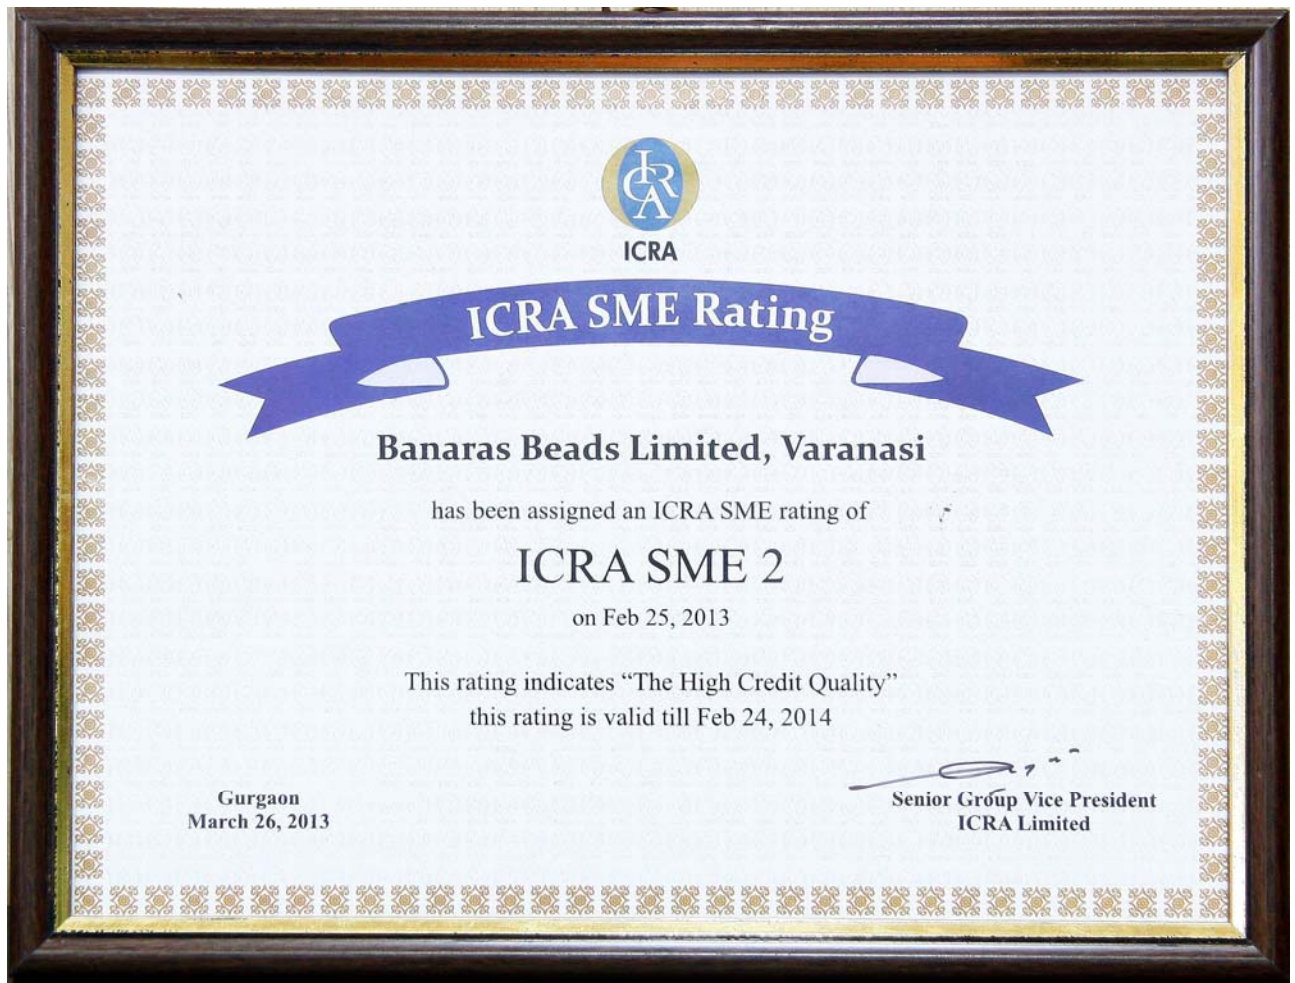 ICRA
ICRA
ICRA SME Rating
Banaras Beads Limited, Varanasi
has been assigned an ICRA SME rating of
ICRA SME 2
on Feb 25, 2013
This rating indicates “The High Credit Quality”
this rating is valid till Feb 24, 2014
Gurgaon
March 26, 2013
Senior Group Vice President
ICRA Limited